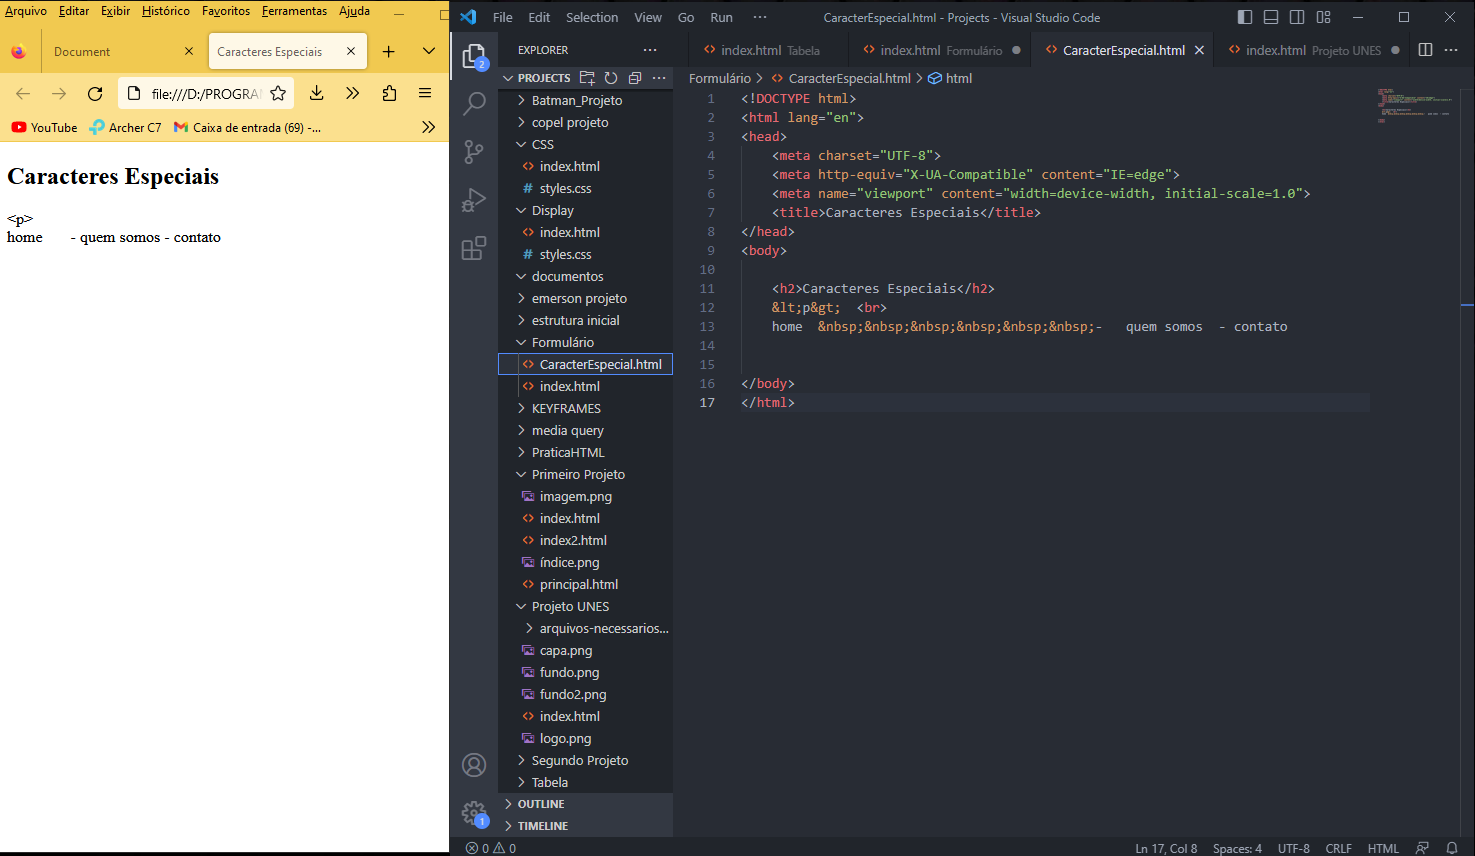 Arquivo Editar Exibir Histórico Favoritos Ferramentas Ajuda
Document
Caracteres Especiais
file:///D:/PROGRA
YouTube Archer C7 Caixa de entrada (69) -...
Caracteres Especiais
<p>
home - quem somos - contato
File Edit Selection View Go Run ... CaracterEspecial.html - Projects - Visual Studio Code
2
1
EXPLORER
PROJECTS
Batman_Projeto
copel projeto
CSS
index.html
# styles.css
Display
index.html
# styles.css
documentos
emerson projeto
estrutura inicial
Formulário
CaracterEspecial.html
index.html
KEYFRAMES
media query
PraticaHTML
Primeiro Projeto
imagem.png
index.html
index2.html
índice.png
principal.html
Projeto UNES
arquivos-necessarios...
capa.png
fundo.png
fundo2.png
index.html
logo.png
Segundo Projeto
Tabela
OUTLINE
TIMELINE
index.html Tabela
index.html Formulário
CaracterEspecial.html
index.html Projeto UNES
Formulário > CaracterEspecial.html > html
1 <!DOCTYPE html>
2 <html lang="en">
3 <head>
4 <meta charset="UTF-8">
5 <meta http-equiv="X-UA-Compatible" content="IE=edge">
6 <meta name="viewport" content="width=device-width, initial-scale=1.0">
7 <title>Caracteres Especiais</title>
8 </head>
9 <body>
10
11 <h2>Caracteres Especiais</h2>
12 &lt;p&gt; <br>
13 home &nbsp;&nbsp;&nbsp;&nbsp;&nbsp;&nbsp;- quem somos - contato
14
15
16 </body>
17 </html>
0 0
Ln 17, Col 8 Spaces: 4 UTF-8 CRLF HTML